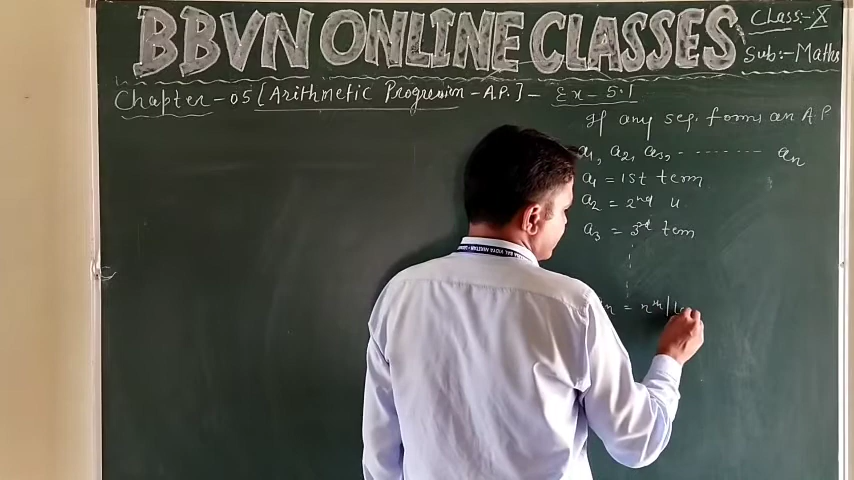 BBVN ONLINE CLASSES
Class:- X
Sub:- Maths
Chapter - 05 [Arithmetic Progression - A.P.] - Ex - 5.1
If any seq. forms an A.P
a1, a2, a3, - - - - - - - - an
a1 = 1st term
a2 = 2nd u
a3 = 3rd term
n = nth/